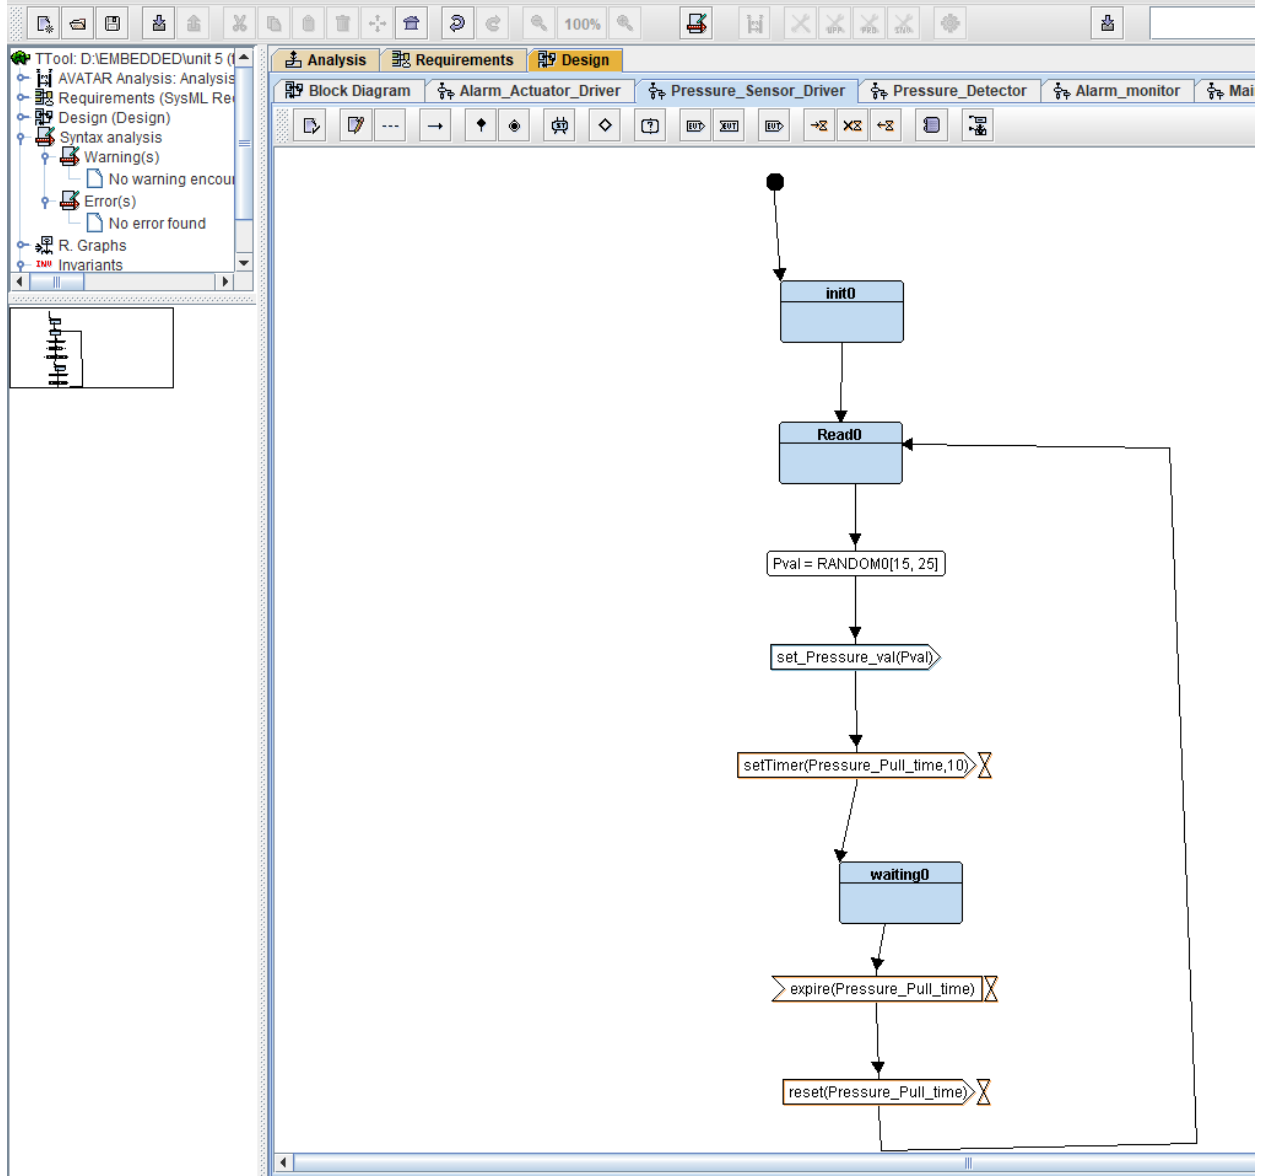 100%
TTool: D:\EMBEDDED\unit 5 (
AVATAR Analysis: Analysis
Requirements (SysML Re
Design (Design)
Syntax analysis
Warning(s)
No warning encou
Error(s)
No error found
R. Graphs
INV Invariants
Analysis
Requirements
Design
Block Diagram
Alarm_Actuator_Driver
Pressure_Sensor_Driver
Pressure_Detector
Alarm_monitor
Mai
init0
Read0
Pval = RANDOM0[15, 25]
set_Pressure_val(Pval)
setTimer(Pressure_Pull_time,10)
waiting0
expire(Pressure_Pull_time)
reset(Pressure_Pull_time)